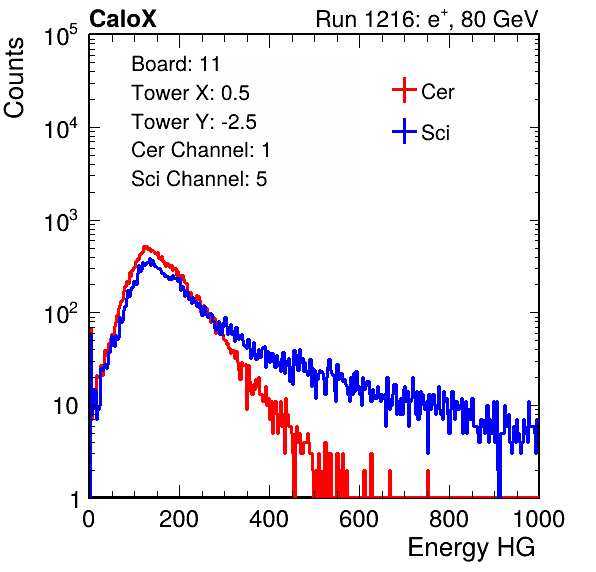 CaloX Run 1216: e⁺, 80 GeV
Counts
Board: 11
Tower X: 0.5
Tower Y: -2.5
Cer Channel: 1
Sci Channel: 5
Cer
Sci
10⁵
10⁴
10³
10²
10
1
0 200 400 600 800 1000
Energy HG